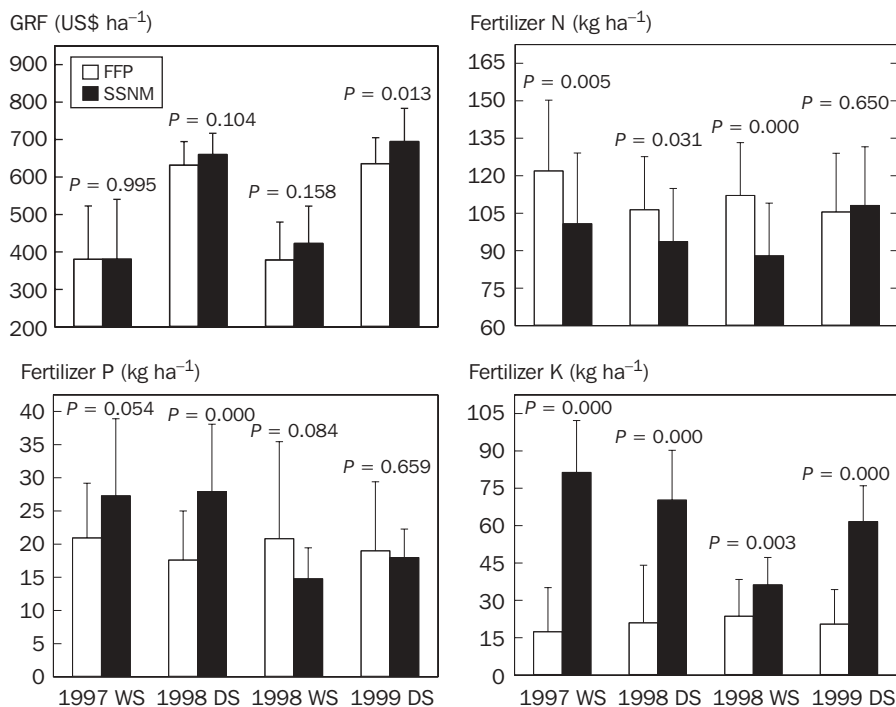 GRF (US$ ha⁻¹)
900
800
700
600
500
400
300
200
FFP
SSNM
P = 0.995
P = 0.104
P = 0.158
P = 0.013
Fertilizer N (kg ha⁻¹)
165
150
135
120
105
90
75
60
P = 0.005
P = 0.031
P = 0.000
P = 0.650
Fertilizer P (kg ha⁻¹)
40
35
30
25
20
15
10
5
0
P = 0.054
P = 0.000
P = 0.084
P = 0.659
1997 WS 1998 DS 1998 WS 1999 DS
Fertilizer K (kg ha⁻¹)
105
90
75
60
45
30
15
0
P = 0.000
P = 0.000
P = 0.003
P = 0.000
1997 WS 1998 DS 1998 WS 1999 DS